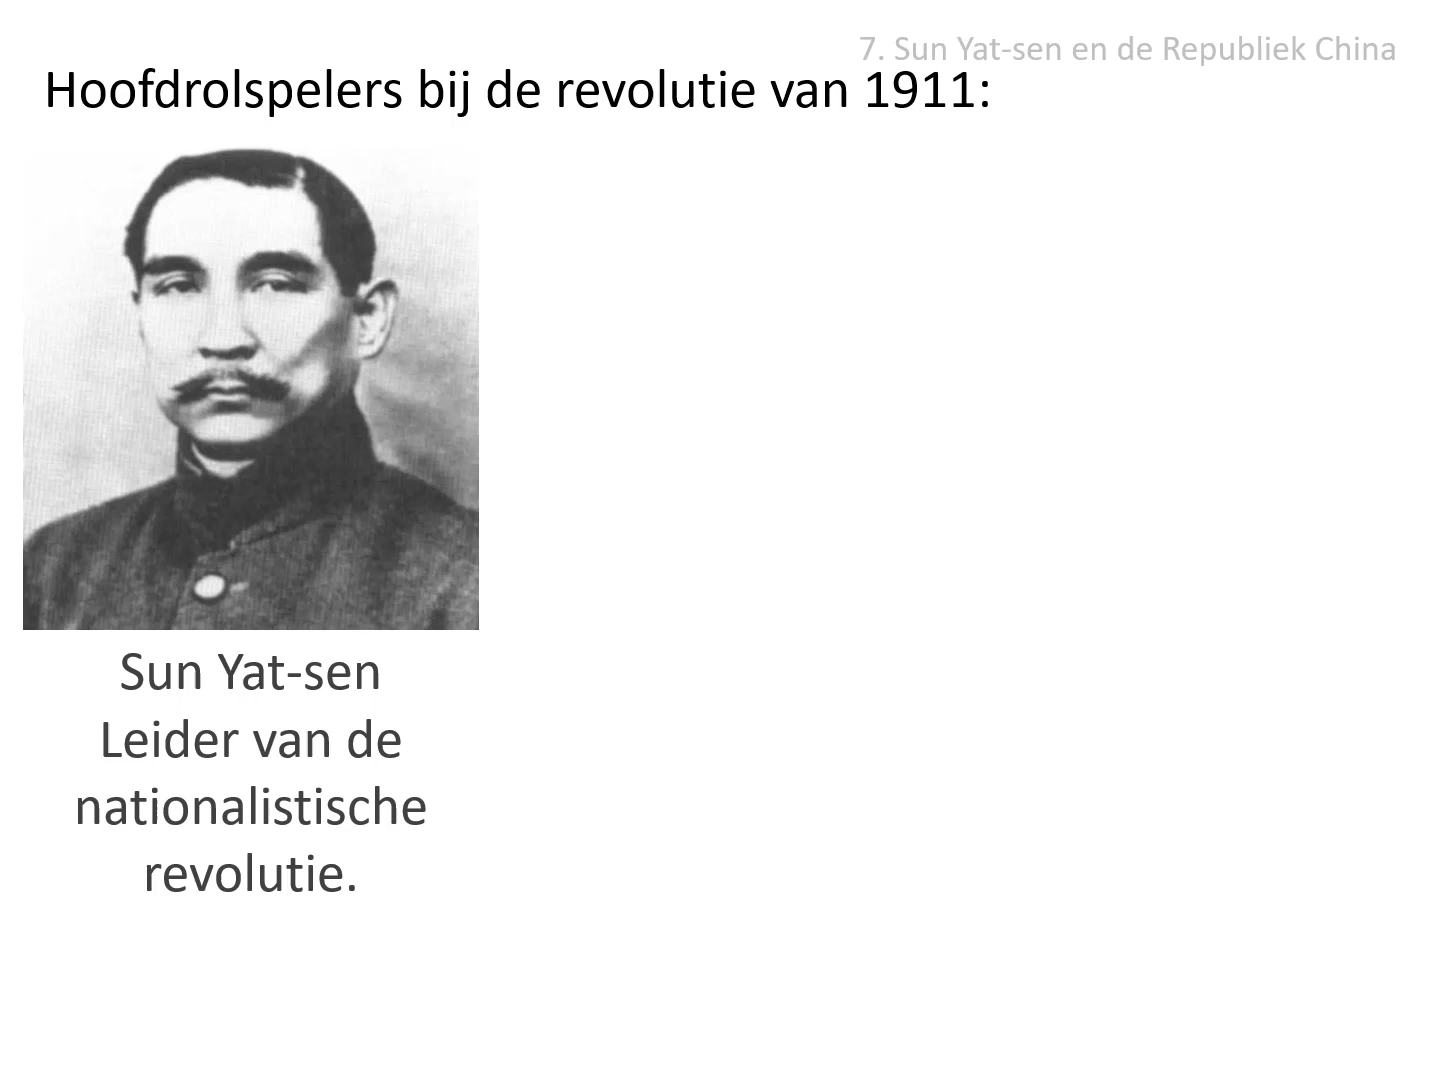 7. Sun Yat-sen en de Republiek China
Hoofdrolspelers bij de revolutie van 1911:
Sun Yat-sen
Leider van de
nationalistische
revolutie.